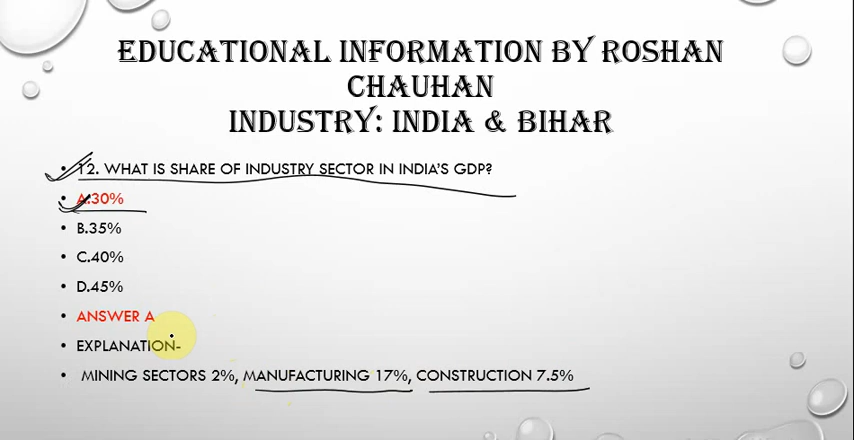 EDUCATIONAL INFORMATION BY ROSHAN
CHAUHAN
INDUSTRY: INDIA & BIHAR
• 12. WHAT IS SHARE OF INDUSTRY SECTOR IN INDIA'S GDP?
• A.30%
• B.35%
• C.40%
• D.45%
• ANSWER A
• EXPLANATION-
• MINING SECTORS 2%, MANUFACTURING 17%, CONSTRUCTION 7.5%